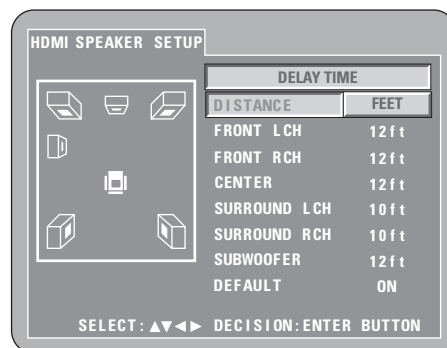 HDMI SPEAKER SETUP
DELAY TIME
DISTANCE FEET
FRONT LCH 12ft
FRONT RCH 12ft
CENTER 12ft
SURROUND LCH 10ft
SURROUND RCH 10ft
SUBWOOFER 12ft
DEFAULT ON
SELECT:▲▼◀▶ DECISION:ENTER BUTTON